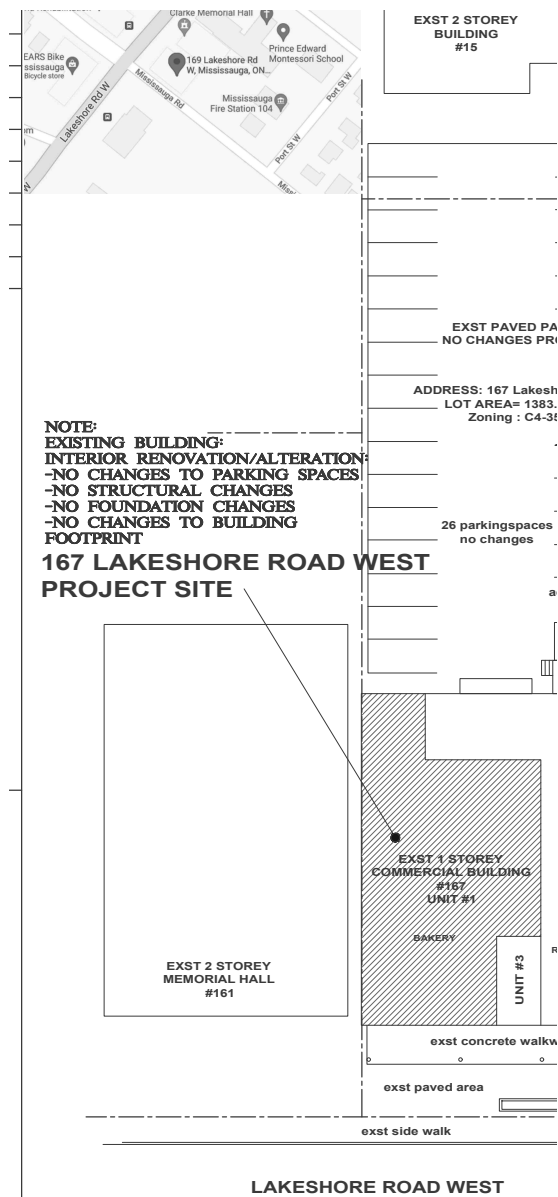 Clarke Memorial Hall
Prince Edward
Montessori School
EARS Bike
Bicycle store
169 Lakeshore Rd
W, Mississauga, ON...
Mississauga Rd
Lakeshore Rd W
Mississauga
Fire Station 104
Port St W
Port St W
EXST 2 STOREY
BUILDING
#15
EXST PAVED PA
NO CHANGES PRO
ADDRESS: 167 Lakesh
LOT AREA= 1383.
Zoning : C4-35
NOTE:
EXISTING BUILDING:
INTERIOR RENOVATION/ALTERATION:
-NO CHANGES TO PARKING SPACES
-NO STRUCTURAL CHANGES
-NO FOUNDATION CHANGES
-NO CHANGES TO BUILDING
FOOTPRINT
26 parkingspaces
no changes
167 LAKESHORE ROAD WEST
PROJECT SITE
EXST 1 STOREY
COMMERCIAL BUILDING
#167
UNIT #1
BAKERY
UNIT #3
EXST 2 STOREY
MEMORIAL HALL
#161
exst concrete walkw
exst paved area
exst side walk
LAKESHORE ROAD WEST